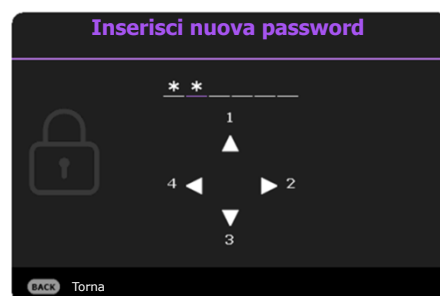 Inserisci nuova password
* * _ _ _ _
1
4 2
3
BACK Torna